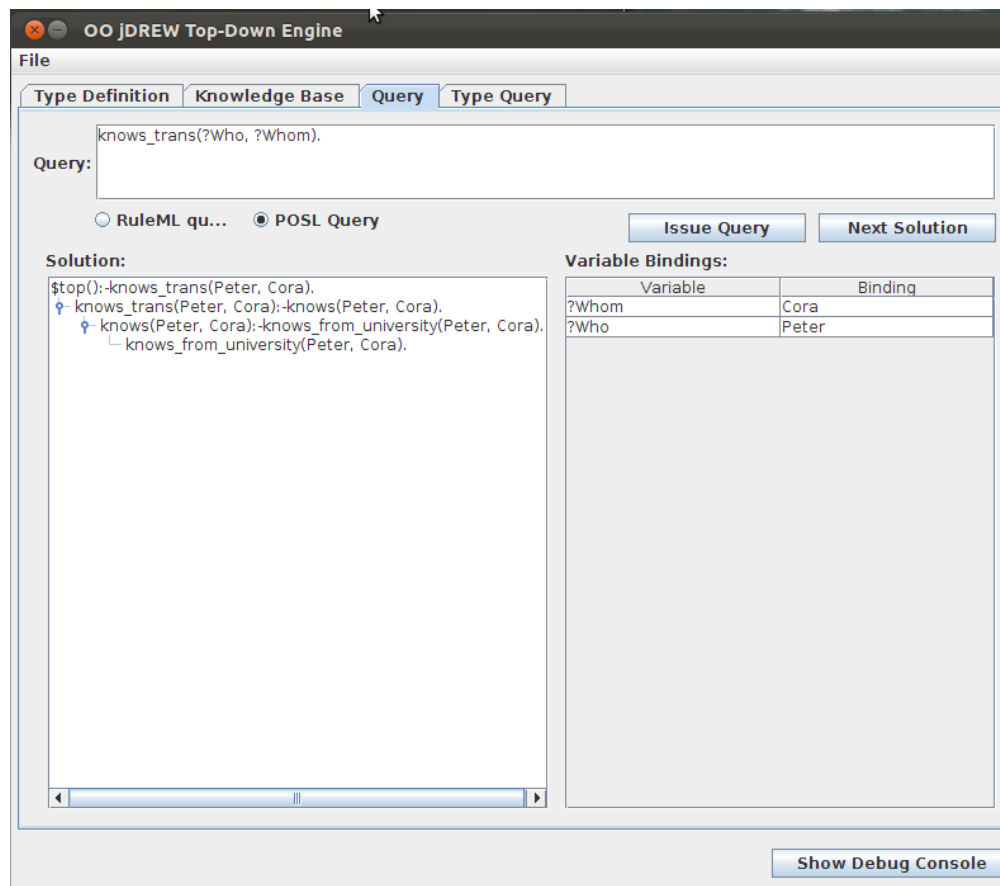 OO jDREW Top-Down Engine
File
Type Definition Knowledge Base Query Type Query
Query:
knows_trans(?Who, ?Whom).
RuleML qu... POSL Query
Issue Query Next Solution
Solution:
$top():-knows_trans(Peter, Cora).
knows_trans(Peter, Cora):-knows(Peter, Cora).
knows(Peter, Cora):-knows_from_university(Peter, Cora).
knows_from_university(Peter, Cora).
Variable Bindings:
Variable Binding
?Whom Cora
?Who Peter
Show Debug Console